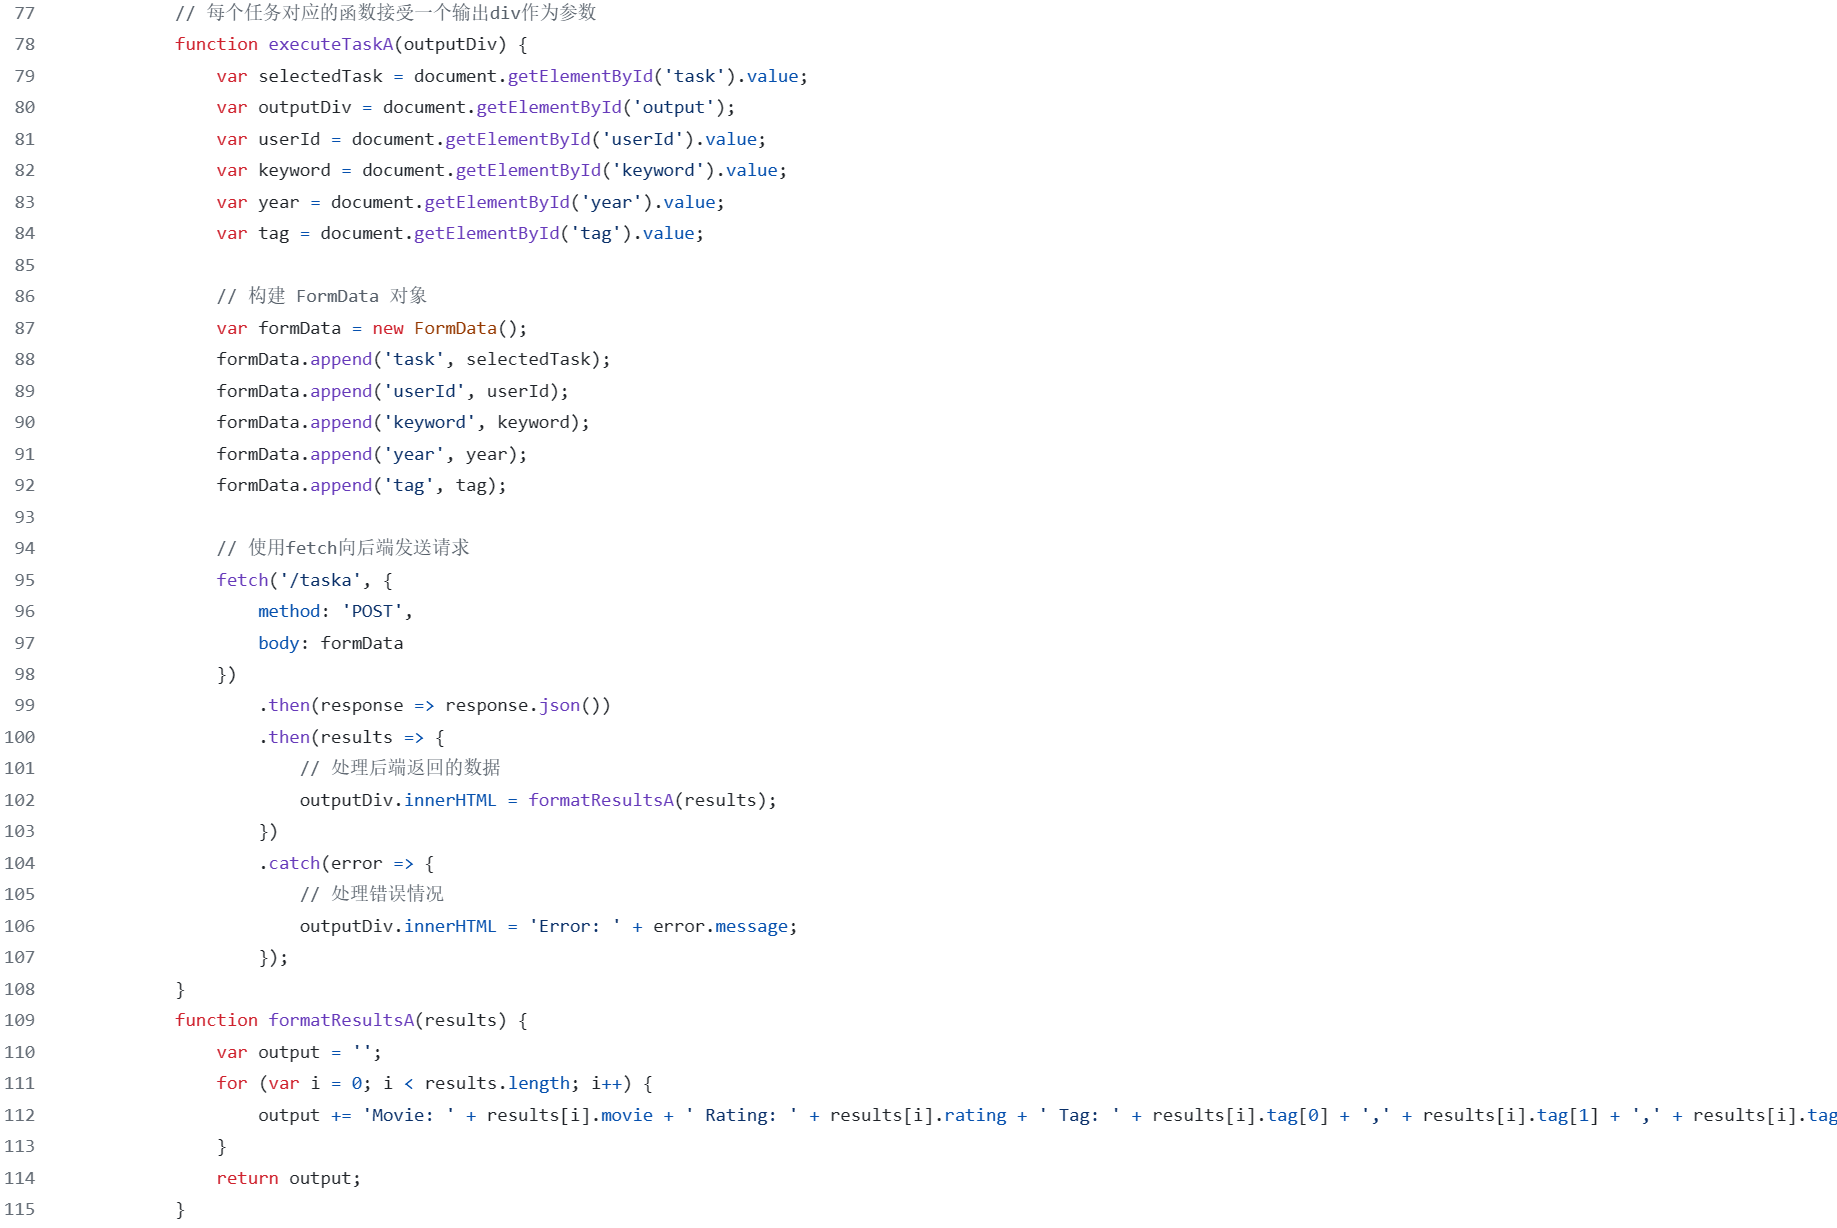 77 // 每个任务对应的函数接受一个输出div作为参数
78 function executeTaskA(outputDiv) {
79 var selectedTask = document.getElementById('task').value;
80 var outputDiv = document.getElementById('output');
81 var userId = document.getElementById('userId').value;
82 var keyword = document.getElementById('keyword').value;
83 var year = document.getElementById('year').value;
84 var tag = document.getElementById('tag').value;
85
86 // 构建 FormData 对象
87 var formData = new FormData();
88 formData.append('task', selectedTask);
89 formData.append('userId', userId);
90 formData.append('keyword', keyword);
91 formData.append('year', year);
92 formData.append('tag', tag);
93
94 // 使用fetch向后端发送请求
95 fetch('/taska', {
96 method: 'POST',
97 body: formData
98 })
99 .then(response => response.json())
100 .then(results => {
101 // 处理后端返回的数据
102 outputDiv.innerHTML = formatResultsA(results);
103 })
104 .catch(error => {
105 // 处理错误情况
106 outputDiv.innerHTML = 'Error: ' + error.message;
107 });
108 }
109 function formatResultsA(results) {
110 var output = '';
111 for (var i = 0; i < results.length; i++) {
112 output += 'Movie: ' + results[i].movie + ' Rating: ' + results[i].rating + ' Tag: ' + results[i].tag[0] + ',' + results[i].tag[1] + ',' + results[i].tag
113 }
114 return output;
115 }